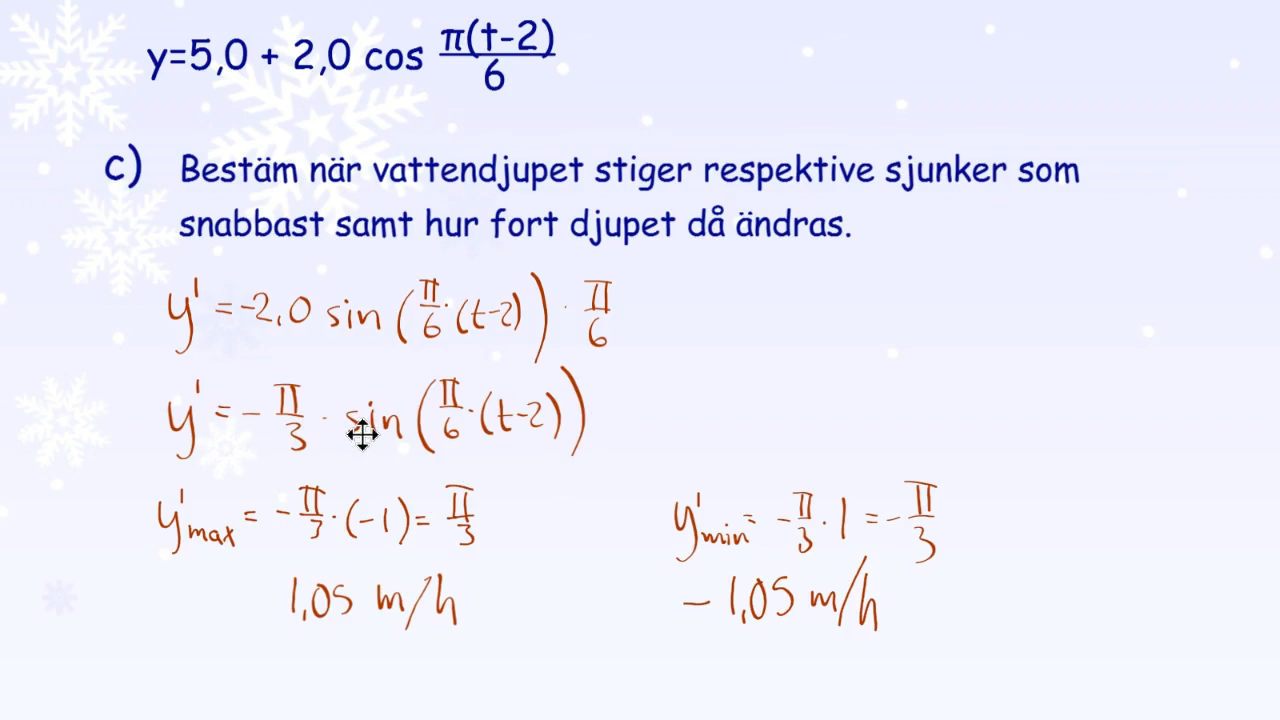 y=5,0 + 2,0 cos π(t-2)/6
c) Bestäm när vattendjupet stiger respektive sjunker som
snabbast samt hur fort djupet då ändras.
y' = -2,0 sin (π/6 · (t-2)) · π/6
y' = - π/3 · sin (π/6 · (t-2))
y'max = - π/3 · (-1) = π/3
1,05 m/h
y'min = - π/3 · 1 = - π/3
- 1,05 m/h